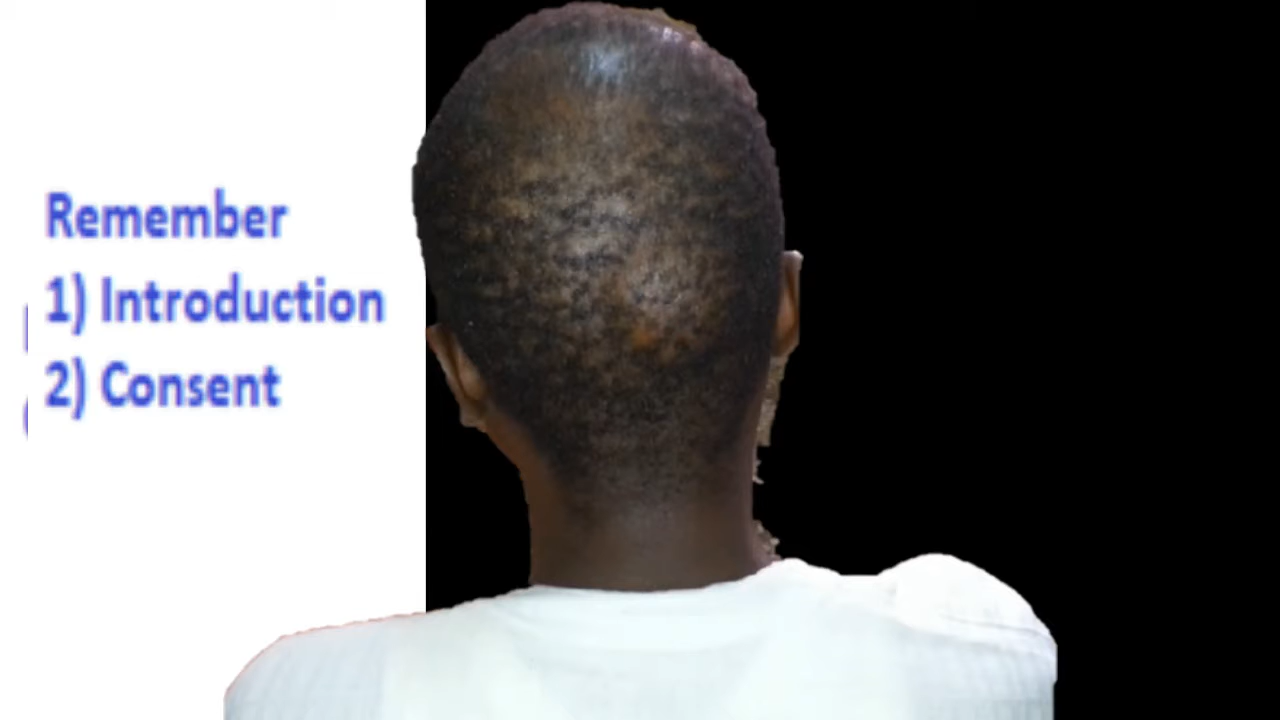 Remember
1) Introduction
2) Consent